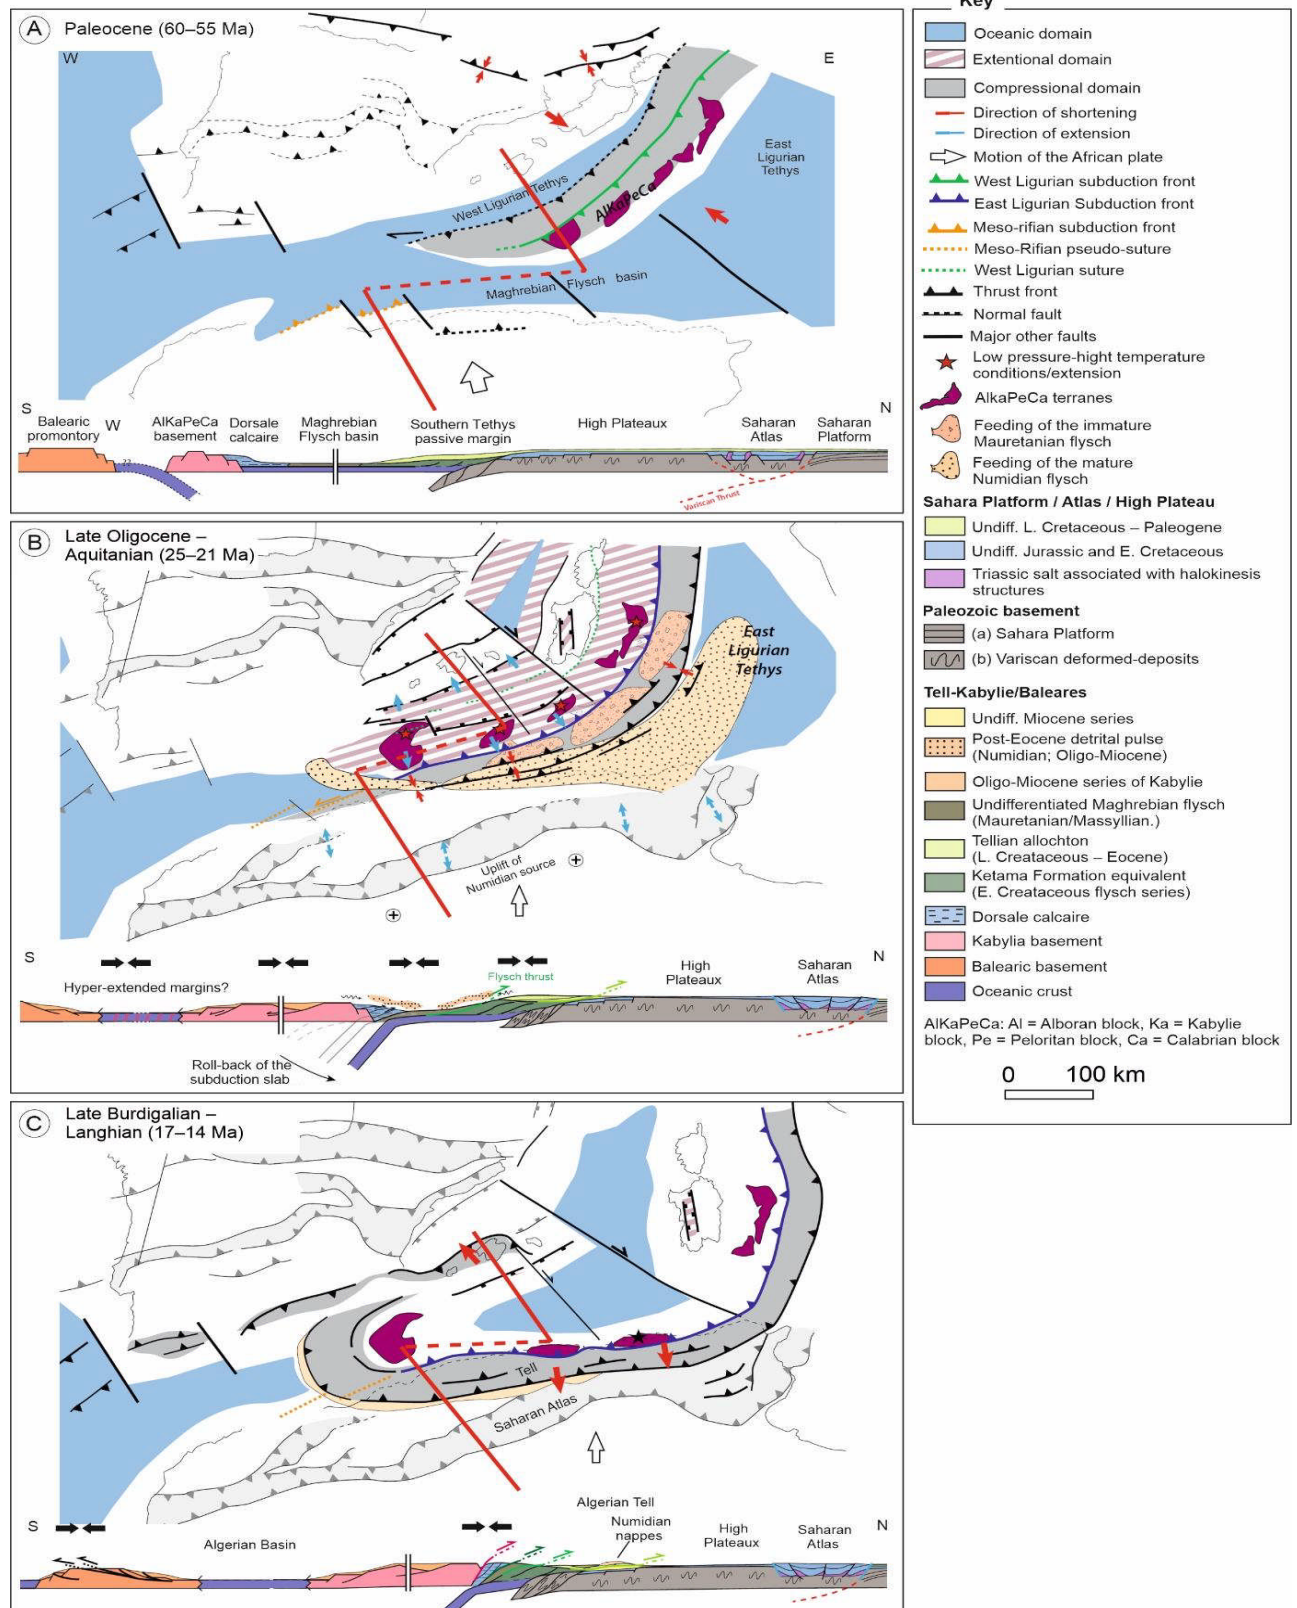 A
Paleocene (60–55 Ma)
W
E
East
Ligurian
Tethys
West Ligurian Tethys
AlKaPeCa
Maghrebian Flysch basin
S
N
Balearic
promontory
W
AlKaPeCa
basement
Dorsale
calcaire
Maghrebian
Flysch basin
Southern Tethys
passive margin
High Plateaux
Saharan
Atlas
Saharan
Platform
??
Variscan Thrust
B
Late Oligocene –
Aquitanian (25–21 Ma)
East
Ligurian
Tethys
Uplift of
Numidian source
S
N
Hyper-extended margins?
Flysch thrust
High
Plateaux
Saharan
Atlas
Roll-back of the
subduction slab
C
Late Burdigalian –
Langhian (17–14 Ma)
Tell
Saharan Atlas
S
N
Algerian Basin
Algerian Tell
Numidian
nappes
High
Plateaux
Saharan
Atlas
Key
Oceanic domain
Extentional domain
Compressional domain
Direction of shortening
Direction of extension
Motion of the African plate
West Ligurian subduction front
East Ligurian Subduction front
Meso-rifian subduction front
Meso-Rifian pseudo-suture
West Ligurian suture
Thrust front
Normal fault
Major other faults
Low pressure-hight temperature
conditions/extension
AlkaPeCa terranes
Feeding of the immature
Mauretanian flysch
Feeding of the mature
Numidian flysch
Sahara Platform / Atlas / High Plateau
Undiff. L. Cretaceous – Paleogene
Undiff. Jurassic and E. Cretaceous
Triassic salt associated with halokinesis
structures
Paleozoic basement
(a) Sahara Platform
(b) Variscan deformed-deposits
Tell-Kabylie/Baleares
Undiff. Miocene series
Post-Eocene detrital pulse
(Numidian; Oligo-Miocene)
Oligo-Miocene series of Kabylie
Undifferentiated Maghrebian flysch
(Mauretanian/Massyllian.)
Tellian allochton
(L. Creataceous – Eocene)
Ketama Formation equivalent
(E. Creataceous flysch series)
Dorsale calcaire
Kabylia basement
Balearic basement
Oceanic crust
AlKaPeCa: Al = Alboran block, Ka = Kabylie
block, Pe = Peloritan block, Ca = Calabrian block
0 100 km